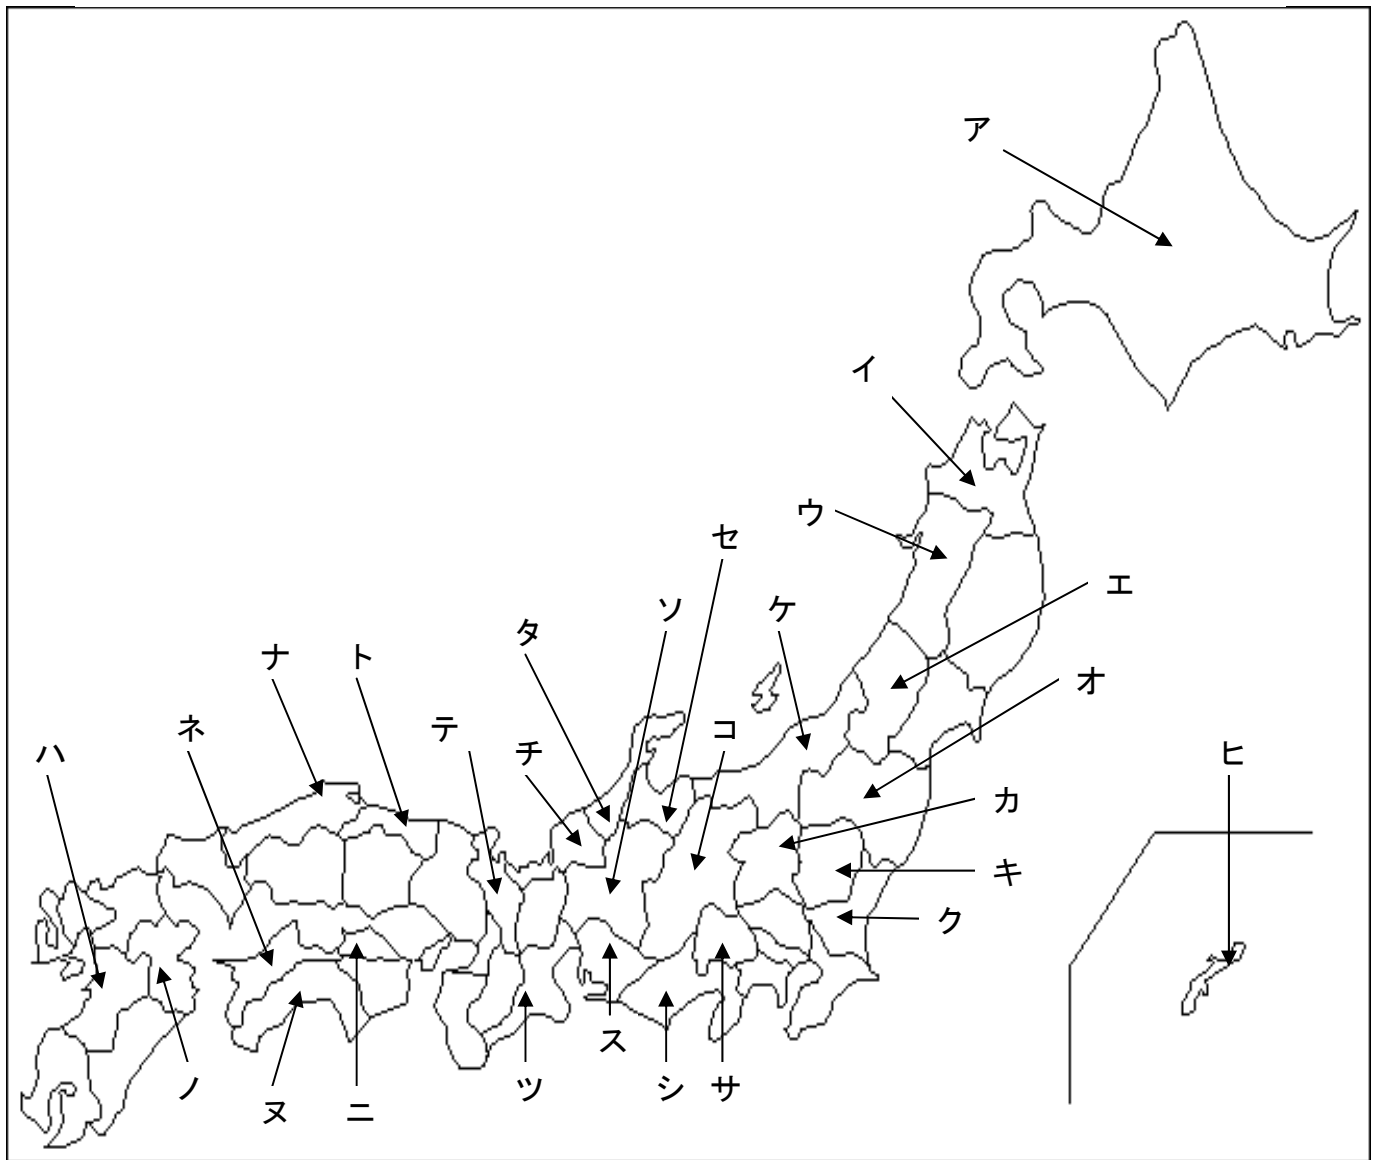 ア
イ
ウ
エ
オ
カ
キ
ク
ケ
コ
サ
シ
ス
セ
ソ
タ
チ
ツ
テ
ト
ナ
ニ
ヌ
ネ
ノ
ハ
ヒ